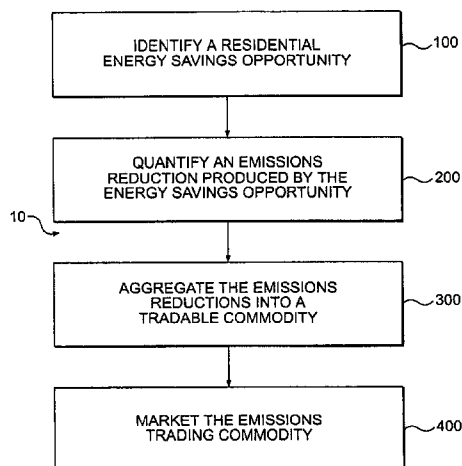 IDENTIFY A RESIDENTIAL
ENERGY SAVINGS OPPORTUNITY
100
QUANTIFY AN EMISSIONS
REDUCTION PRODUCED BY THE
ENERGY SAVINGS OPPORTUNITY
200
10
AGGREGATE THE EMISSIONS
REDUCTIONS INTO A
TRADABLE COMMODITY
300
MARKET THE EMISSIONS
TRADING COMMODITY
400